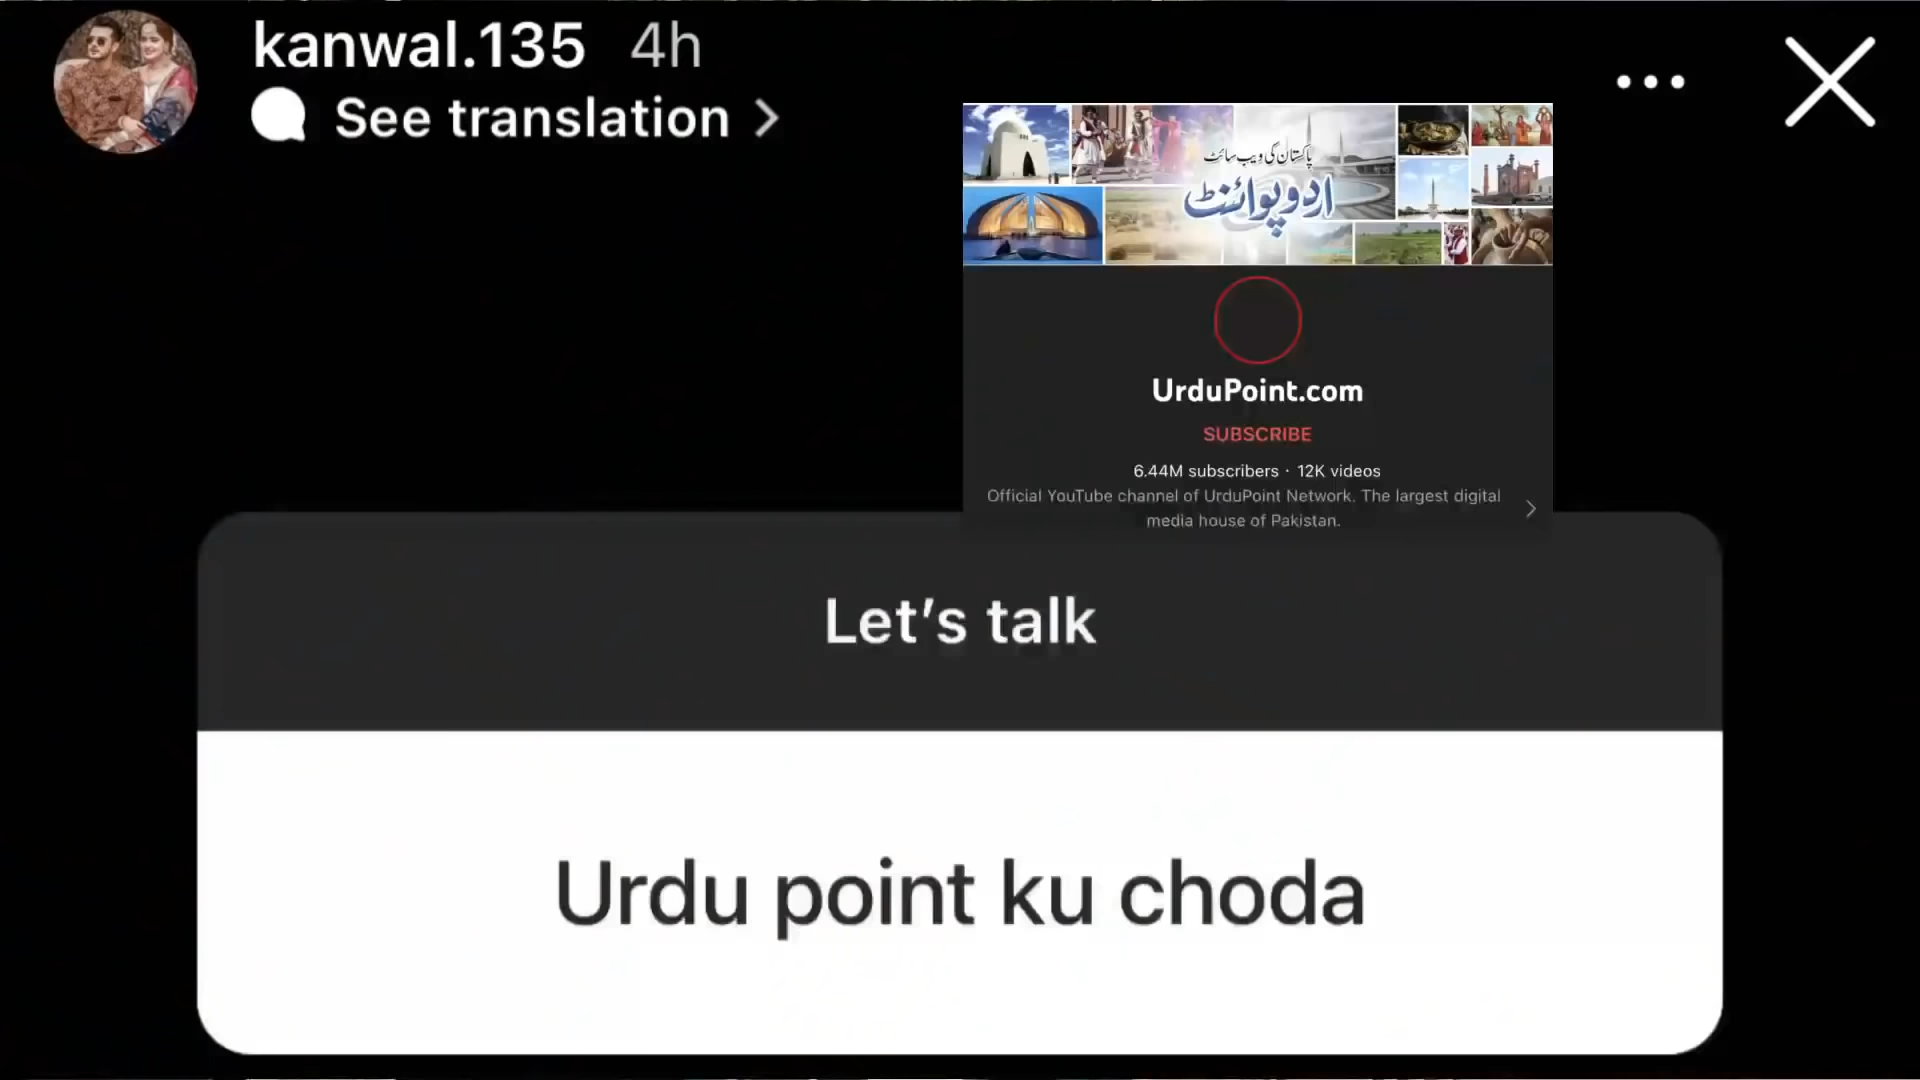 kanwal.135 4h
See translation
پاکستان کی ویب سائٹ
اردو پوائنٹ
UrduPoint.com
SUBSCRIBE
6.44M subscribers · 12K videos
Official YouTube channel of UrduPoint Network. The largest digital
media house of Pakistan.
Let's talk
Urdu point ku choda